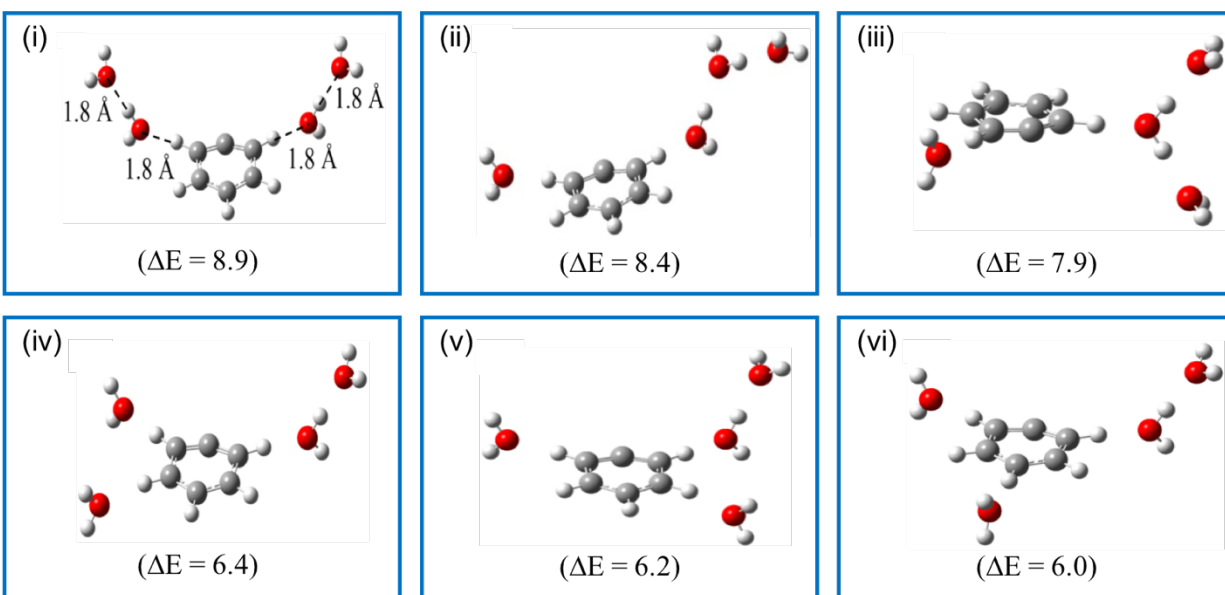 (i)
1.8 Å
1.8 Å
1.8 Å
1.8 Å
(ΔE = 8.9)
(ii)
(ΔE = 8.4)
(iii)
(ΔE = 7.9)
(iv)
(ΔE = 6.4)
(v)
(ΔE = 6.2)
(vi)
(ΔE = 6.0)